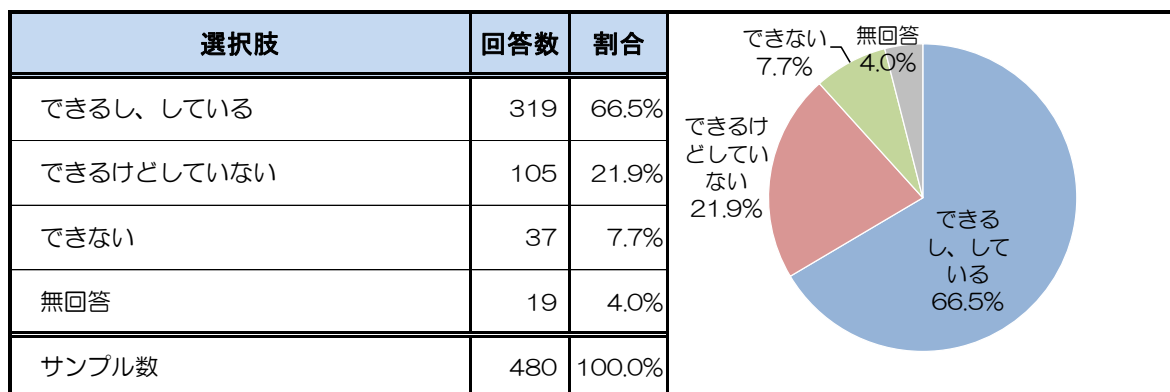 選択肢 回答数 割合
できるし、している 319 66.5%
できるけどしていない 105 21.9%
できない 37 7.7%
無回答 19 4.0%
サンプル数 480 100.0%
できない
7.7%
無回答
4.0%
できるけ
どしてい
ない
21.9%
できる
し、して
いる
66.5%